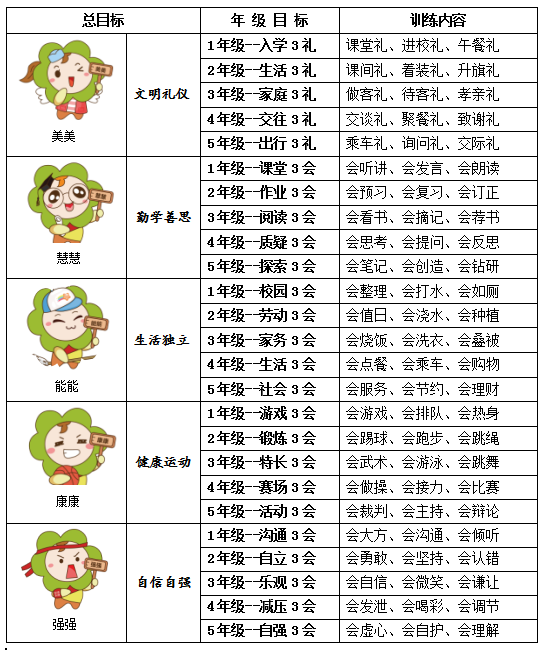 总目标 年 级 目 标 训练内容
美美
文明礼仪
1年级--入学3礼 课堂礼、进校礼、午餐礼
2年级--生活3礼 课间礼、着装礼、升旗礼
3年级--家庭3礼 做客礼、待客礼、孝亲礼
4年级--交往3礼 交谈礼、聚餐礼、致谢礼
5年级--出行3礼 乘车礼、询问礼、交际礼
慧慧
勤学善思
1年级--课堂3会 会听讲、会发言、会朗读
2年级--作业3会 会预习、会复习、会订正
3年级--阅读3会 会看书、会摘记、会荐书
4年级--质疑3会 会思考、会提问、会反思
5年级--探索3会 会笔记、会创造、会钻研
能能
生活独立
1年级--校园3会 会整理、会打水、会如厕
2年级--劳动3会 会值日、会浇水、会种植
3年级--家务3会 会烧饭、会洗衣、会叠被
4年级--生活3会 会点餐、会乘车、会购物
5年级--社会3会 会服务、会节约、会理财
康康
健康运动
1年级--游戏3会 会游戏、会排队、会热身
2年级--锻炼3会 会踢球、会跑步、会跳绳
3年级--特长3会 会武术、会游泳、会跳舞
4年级--赛场3会 会做操、会接力、会比赛
5年级--活动3会 会裁判、会主持、会辩论
强强
自信自强
1年级--沟通3会 会大方、会沟通、会倾听
2年级--自立3会 会勇敢、会坚持、会认错
3年级--乐观3会 会自信、会微笑、会谦让
4年级--减压3会 会发泄、会喝彩、会调节
5年级--自强3会 会虚心、会自护、会理解